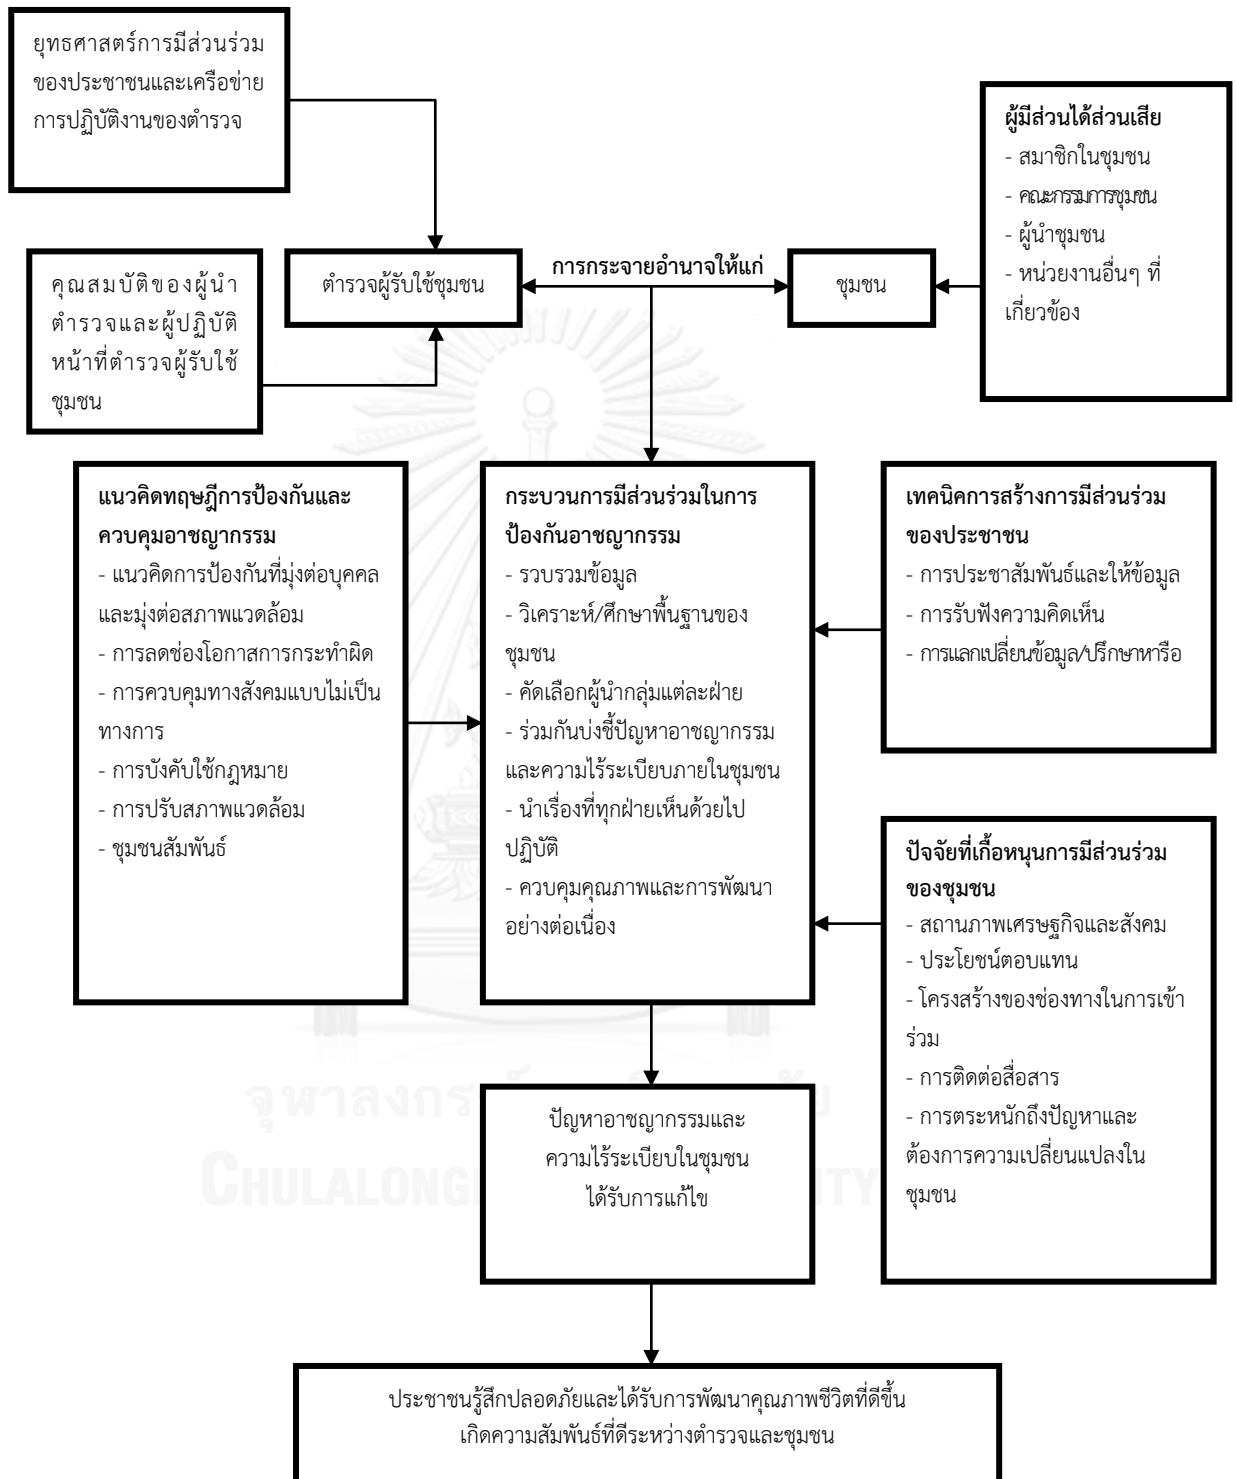 ยุทธศาสตร์การมีส่วนร่วม
ของประชาชนและเครือข่าย
การปฏิบัติงานของตำรวจ
ผู้มีส่วนได้ส่วนเสีย
- สมาชิกในชุมชน
- คณะกรรมการชุมชน
- ผู้นำชุมชน
- หน่วยงานอื่นๆ ที่
เกี่ยวข้อง
คุณสมบัติของผู้นำ
ตำรวจและผู้ปฏิบัติ
หน้าที่ตำรวจผู้รับใช้
ชุมชน
ตำรวจผู้รับใช้ชุมชน
การกระจายอำนาจให้แก่
ชุมชน
แนวคิดทฤษฎีการป้องกันและ
ควบคุมอาชญากรรม
- แนวคิดการป้องกันที่มุ่งต่อบุคคล
และมุ่งต่อสภาพแวดล้อม
- การลดช่องโอกาสการกระทำผิด
- การควบคุมทางสังคมแบบไม่เป็น
ทางการ
- การบังคับใช้กฎหมาย
- การปรับสภาพแวดล้อม
- ชุมชนสัมพันธ์
กระบวนการมีส่วนร่วมในการ
ป้องกันอาชญากรรม
- รวบรวมข้อมูล
- วิเคราะห์/ศึกษาพื้นฐานของ
ชุมชน
- คัดเลือกผู้นำกลุ่มแต่ละฝ่าย
- ร่วมกันบ่งชี้ปัญหาอาชญากรรม
และความไร้ระเบียบภายในชุมชน
- นำเรื่องที่ทุกฝ่ายเห็นด้วยไป
ปฏิบัติ
- ควบคุมคุณภาพและการพัฒนา
อย่างต่อเนื่อง
เทคนิคการสร้างการมีส่วนร่วม
ของประชาชน
- การประชาสัมพันธ์และให้ข้อมูล
- การรับฟังความคิดเห็น
- การแลกเปลี่ยนข้อมูล/ปรึกษาหารือ
ปัจจัยที่เกื้อหนุนการมีส่วนร่วม
ของชุมชน
- สถานภาพเศรษฐกิจและสังคม
- ประโยชน์ตอบแทน
- โครงสร้างของช่องทางในการเข้า
ร่วม
- การติดต่อสื่อสาร
- การตระหนักถึงปัญหาและ
ต้องการความเปลี่ยนแปลงใน
ชุมชน
ปัญหาอาชญากรรมและ
ความไร้ระเบียบในชุมชน
ได้รับการแก้ไข
ประชาชนรู้สึกปลอดภัยและได้รับการพัฒนาคุณภาพชีวิตที่ดีขึ้น
เกิดความสัมพันธ์ที่ดีระหว่างตำรวจและชุมชน